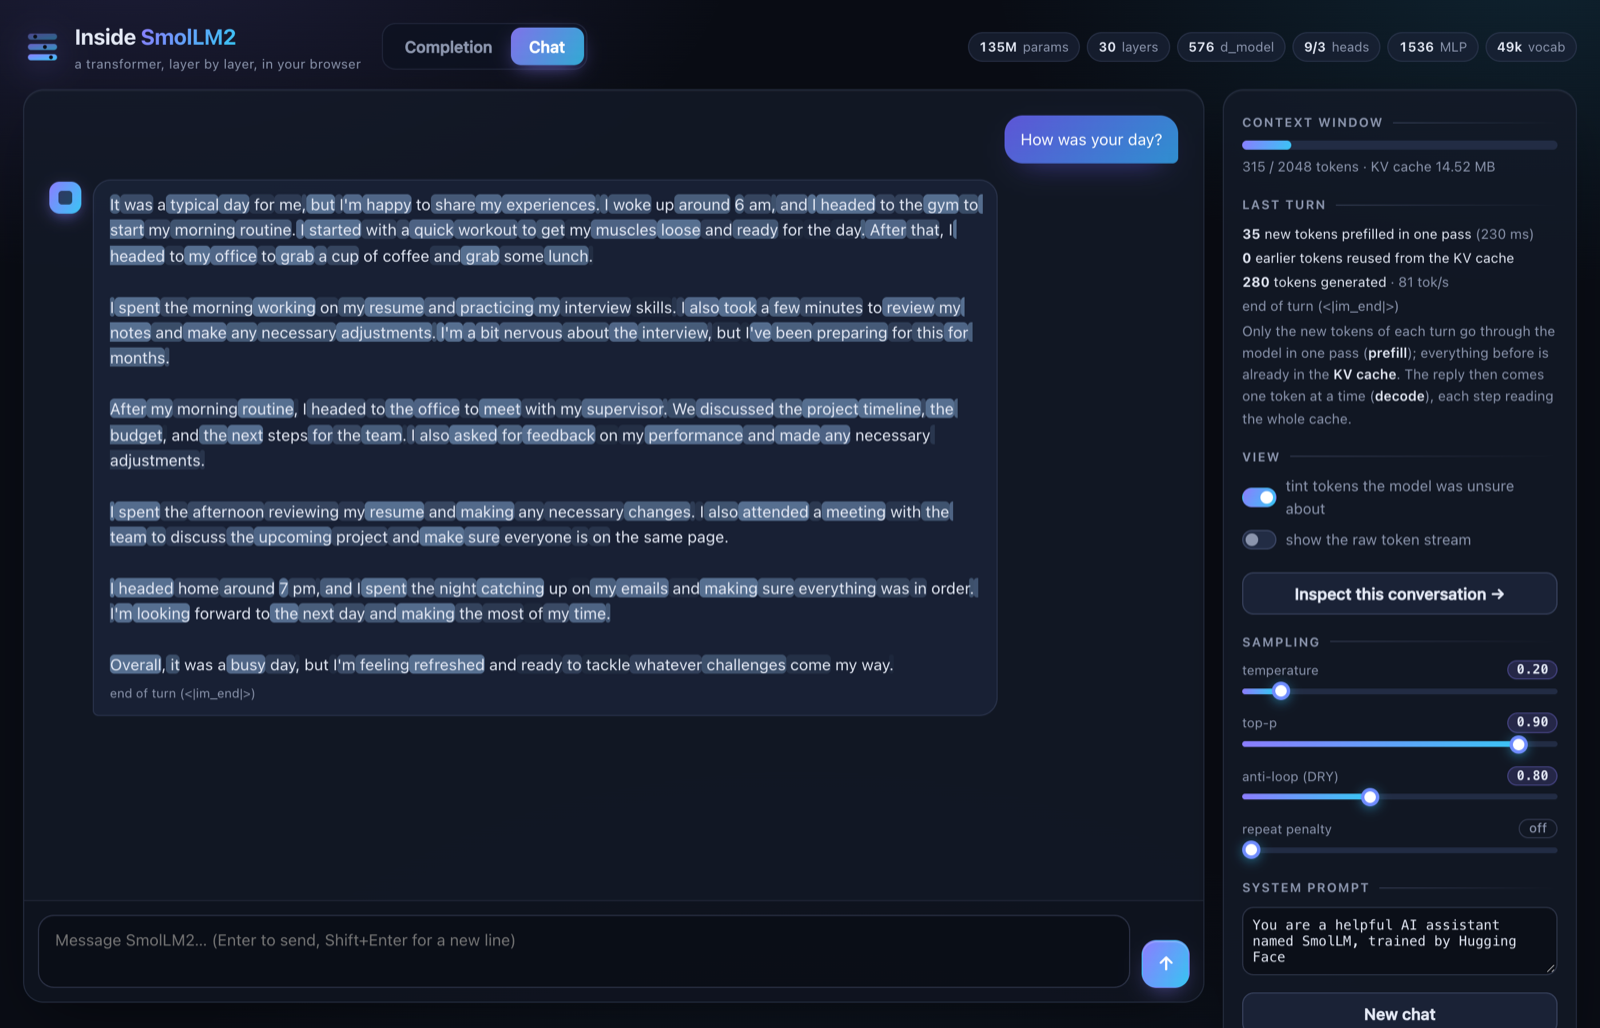 Inside SmolLM2
a transformer, layer by layer, in your browser
Completion
Chat
135M params
30 layers
576 d_model
9/3 heads
1536 MLP
49k vocab
How was your day?
It was a typical day for me, but I'm happy to share my experiences. I woke up around 6 am, and I headed to the gym to
start my morning routine. I started with a quick workout to get my muscles loose and ready for the day. After that, I
headed to my office to grab a cup of coffee and grab some lunch.
I spent the morning working on my resume and practicing my interview skills. I also took a few minutes to review my
notes and make any necessary adjustments. I'm a bit nervous about the interview, but I've been preparing for this for
months.
After my morning routine, I headed to the office to meet with my supervisor. We discussed the project timeline, the
budget, and the next steps for the team. I also asked for feedback on my performance and made any necessary
adjustments.
I spent the afternoon reviewing my resume and making any necessary changes. I also attended a meeting with the
team to discuss the upcoming project and make sure everyone is on the same page.
I headed home around 7 pm, and I spent the night catching up on my emails and making sure everything was in order.
I'm looking forward to the next day and making the most of my time.
Overall, it was a busy day, but I'm feeling refreshed and ready to tackle whatever challenges come my way.
end of turn (<|im_end|>)
Message SmolLM2... (Enter to send, Shift+Enter for a new line)
CONTEXT WINDOW
315 / 2048 tokens · KV cache 14.52 MB
LAST TURN
35 new tokens prefilled in one pass (230 ms)
0 earlier tokens reused from the KV cache
280 tokens generated · 81 tok/s
end of turn (<|im_end|>)
Only the new tokens of each turn go through the
model in one pass (prefill); everything before is
already in the KV cache. The reply then comes
one token at a time (decode), each step reading
the whole cache.
VIEW
tint tokens the model was unsure
about
show the raw token stream
Inspect this conversation →
SAMPLING
temperature 0.20
top-p 0.90
anti-loop (DRY) 0.80
repeat penalty off
SYSTEM PROMPT
You are a helpful AI assistant
named SmolLM, trained by Hugging
Face
New chat